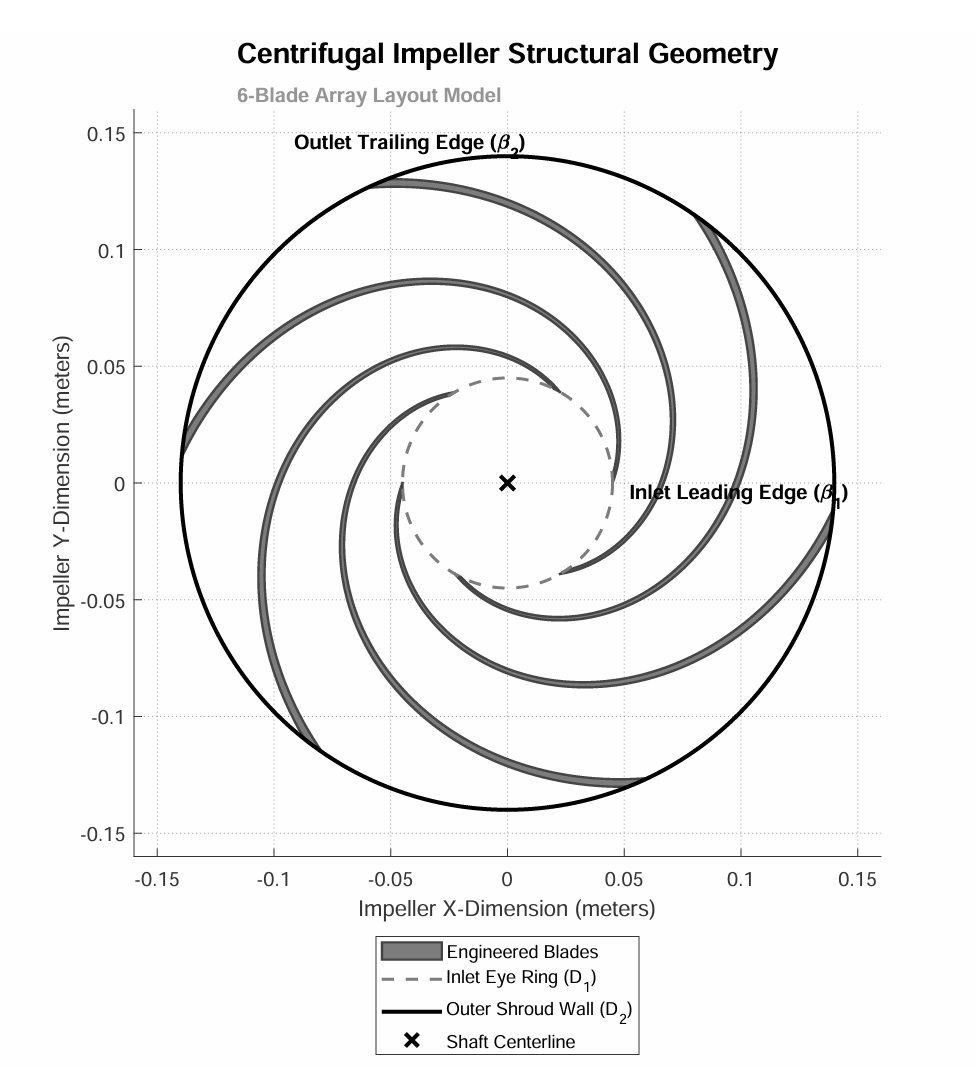 Centrifugal Impeller Structural Geometry
6-Blade Array Layout Model
Outlet Trailing Edge (β₂)
Inlet Leading Edge (β₁)
Impeller Y-Dimension (meters)
0.15
0.1
0.05
0
-0.05
-0.1
-0.15
-0.15 -0.1 -0.05 0 0.05 0.1 0.15
Impeller X-Dimension (meters)
Engineered Blades
Inlet Eye Ring (D₁)
Outer Shroud Wall (D₂)
Shaft Centerline